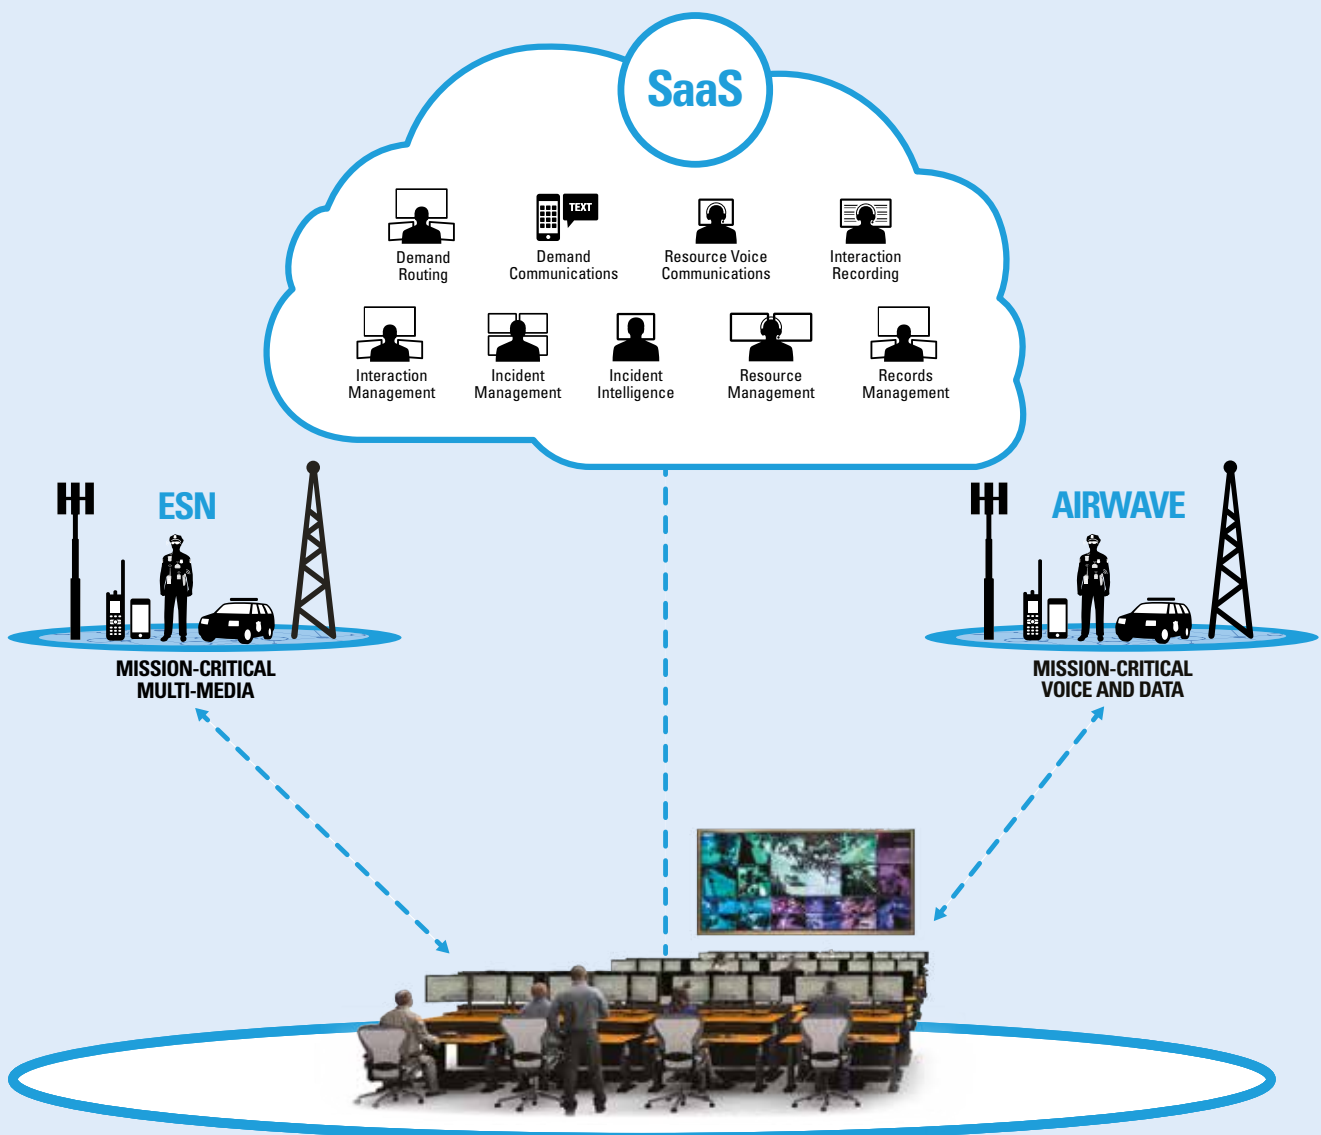 SaaS
TEXT
Demand
Routing
Demand
Communications
Resource Voice
Communications
Interaction
Recording
Interaction
Management
Incident
Management
Incident
Intelligence
Resource
Management
Records
Management
ESN
MISSION-CRITICAL
MULTI-MEDIA
AIRWAVE
MISSION-CRITICAL
VOICE AND DATA